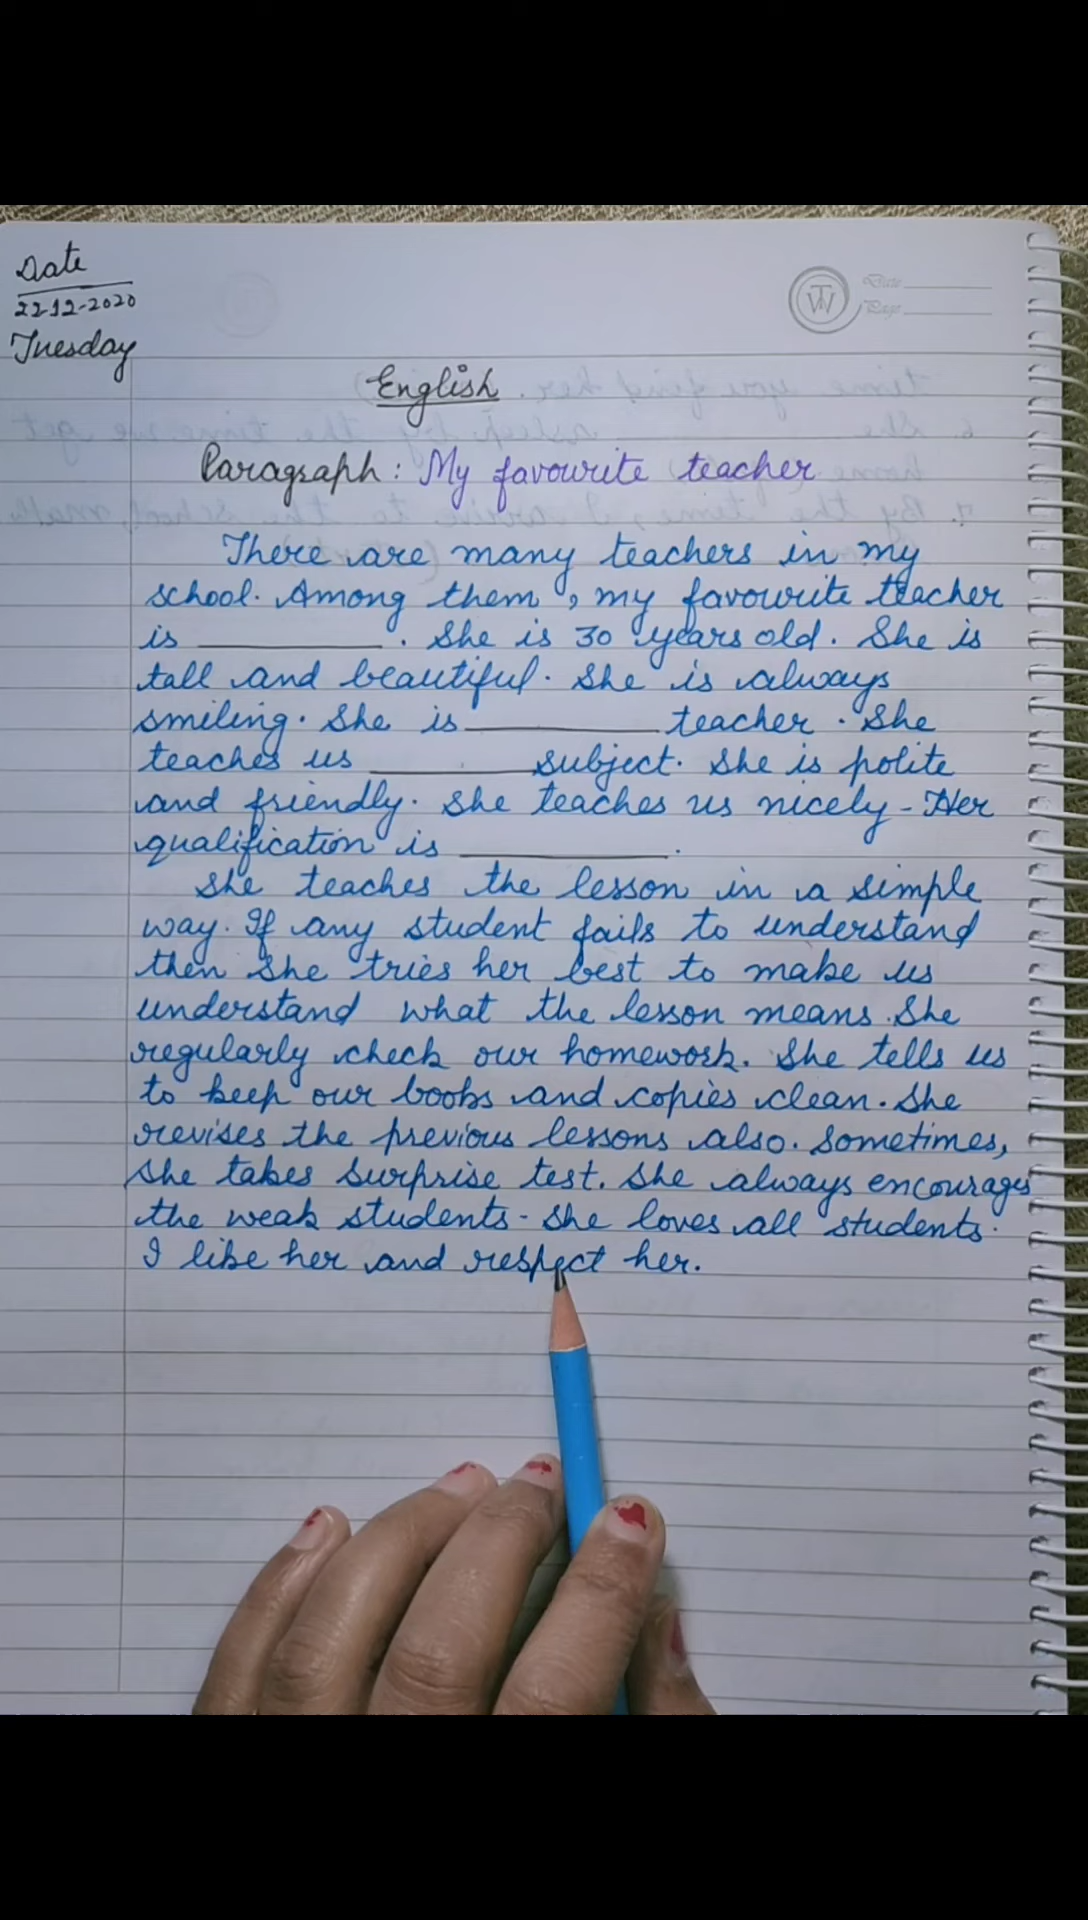 Date
22-12-2020
Tuesday
Date
Page
English
Paragraph: My favourite teacher
There are many teachers in my
school. Among them, my favourite teacher
is ________. She is 30 years old. She is
tall and beautiful. She is always
smiling. She is ________ teacher. She
teaches us ________ subject. She is polite
and friendly. She teaches us nicely. Her
qualification is ________.
She teaches the lesson in a simple
way. If any student fails to understand
then she tries her best to make us
understand what the lesson means. She
regularly check our homework. She tells us
to keep our books and copies clean. She
revises the previous lessons also. Sometimes,
she takes surprise test. She always encourages
the weak students. She loves all students.
I like her and respect her.